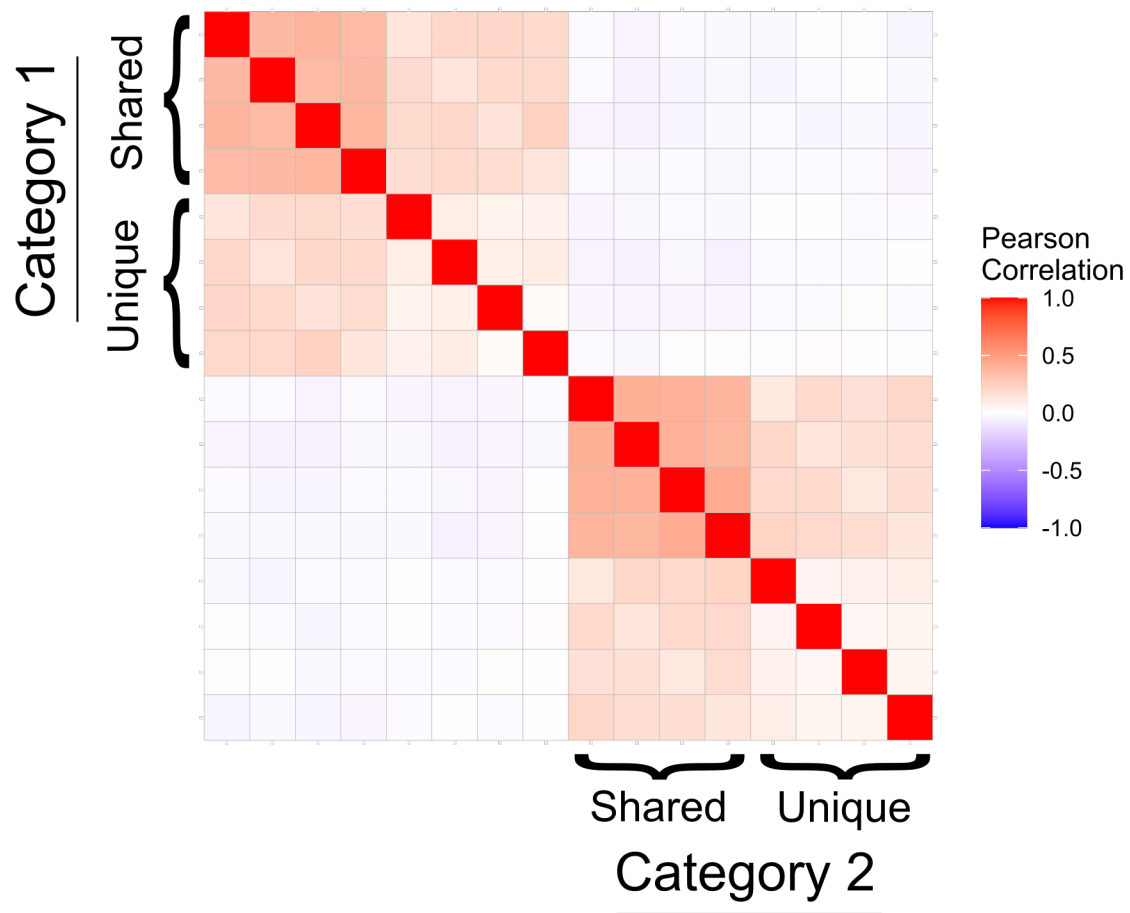 Category 1
Shared
Unique
Pearson
Correlation
1.0
0.5
0.0
-0.5
-1.0
Shared
Unique
Category 2